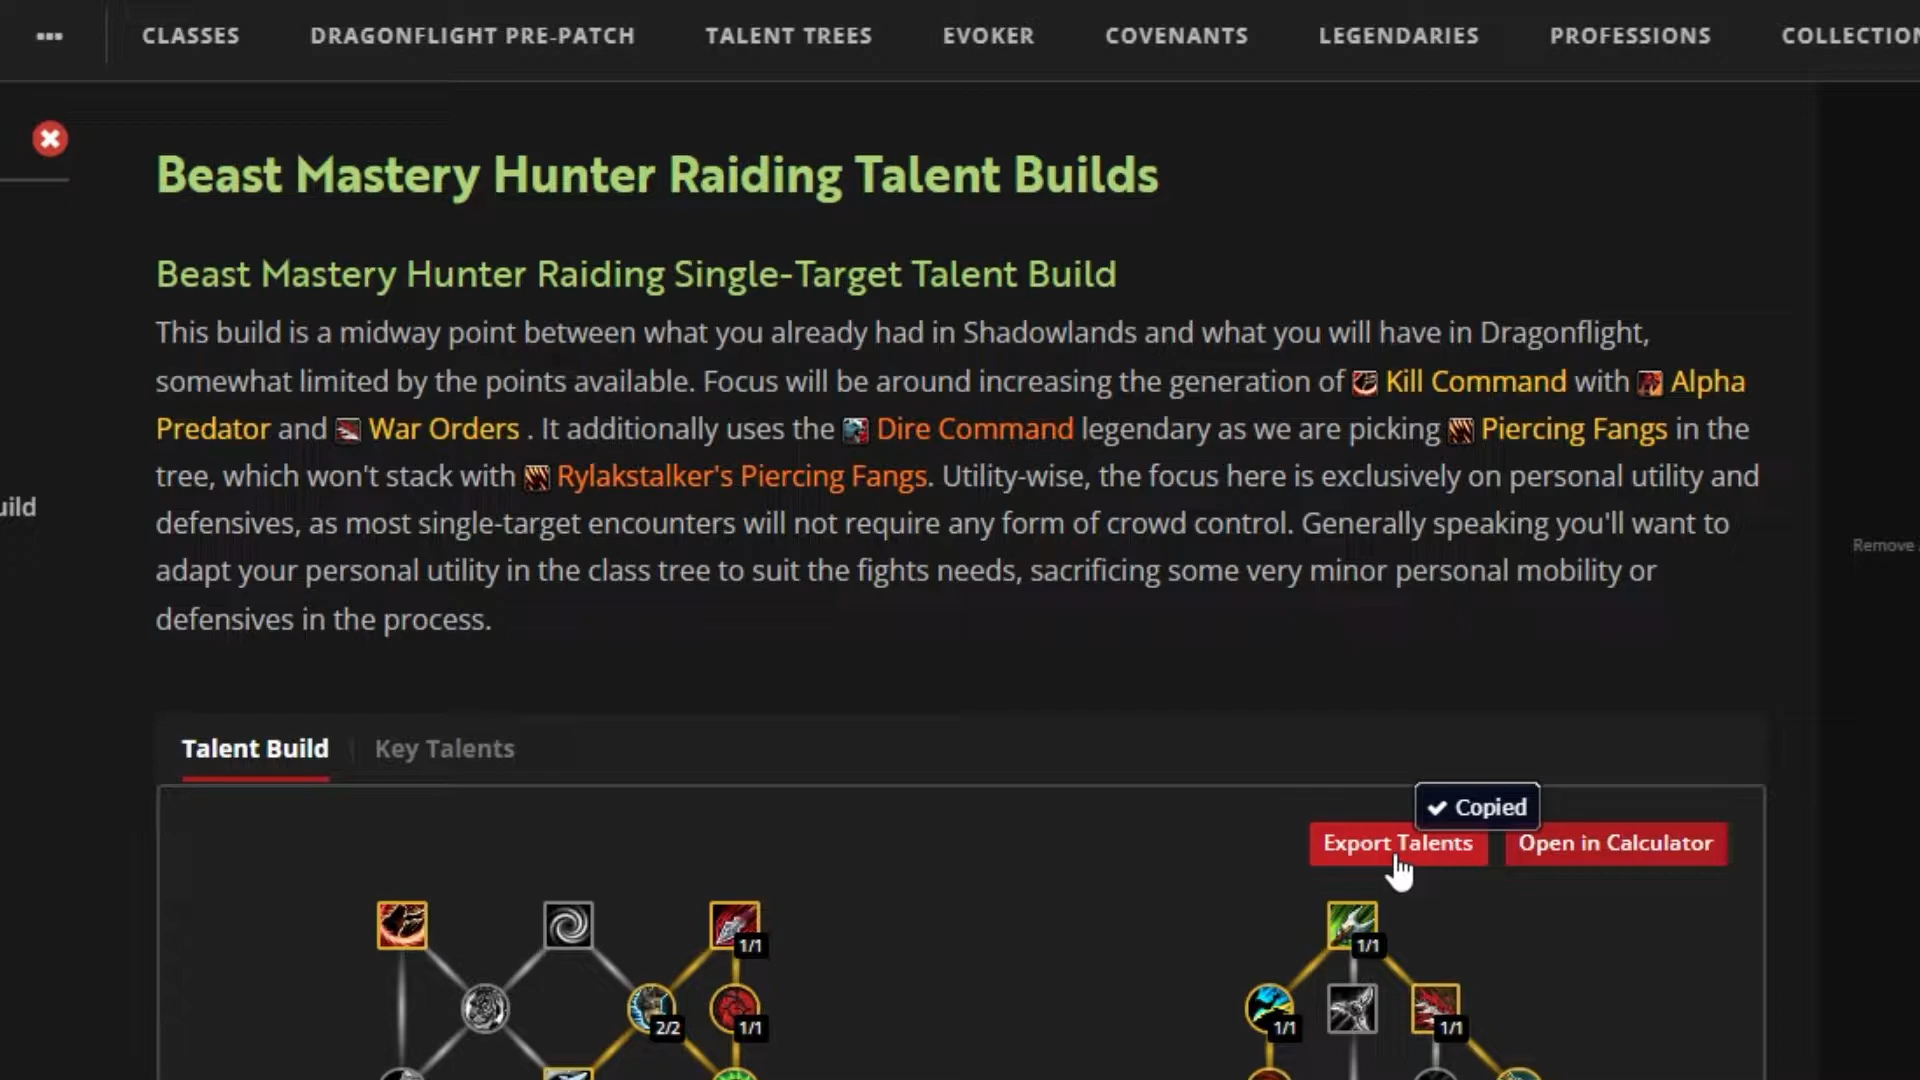 CLASSES DRAGONFLIGHT PRE-PATCH TALENT TREES EVOKER COVENANTS LEGENDARIES PROFESSIONS COLLECTION
Beast Mastery Hunter Raiding Talent Builds
Beast Mastery Hunter Raiding Single-Target Talent Build
This build is a midway point between what you already had in Shadowlands and what you will have in Dragonflight,
somewhat limited by the points available. Focus will be around increasing the generation of Kill Command with Alpha
Predator and War Orders . It additionally uses the Dire Command legendary as we are picking Piercing Fangs in the
tree, which won't stack with Rylakstalker's Piercing Fangs. Utility-wise, the focus here is exclusively on personal utility and
uild
defensives, as most single-target encounters will not require any form of crowd control. Generally speaking you'll want to
Remove
adapt your personal utility in the class tree to suit the fights needs, sacrificing some very minor personal mobility or
defensives in the process.
Talent Build Key Talents
Copied
Export Talents Open in Calculator
1/1 1/1
2/2 1/1 1/1 1/1